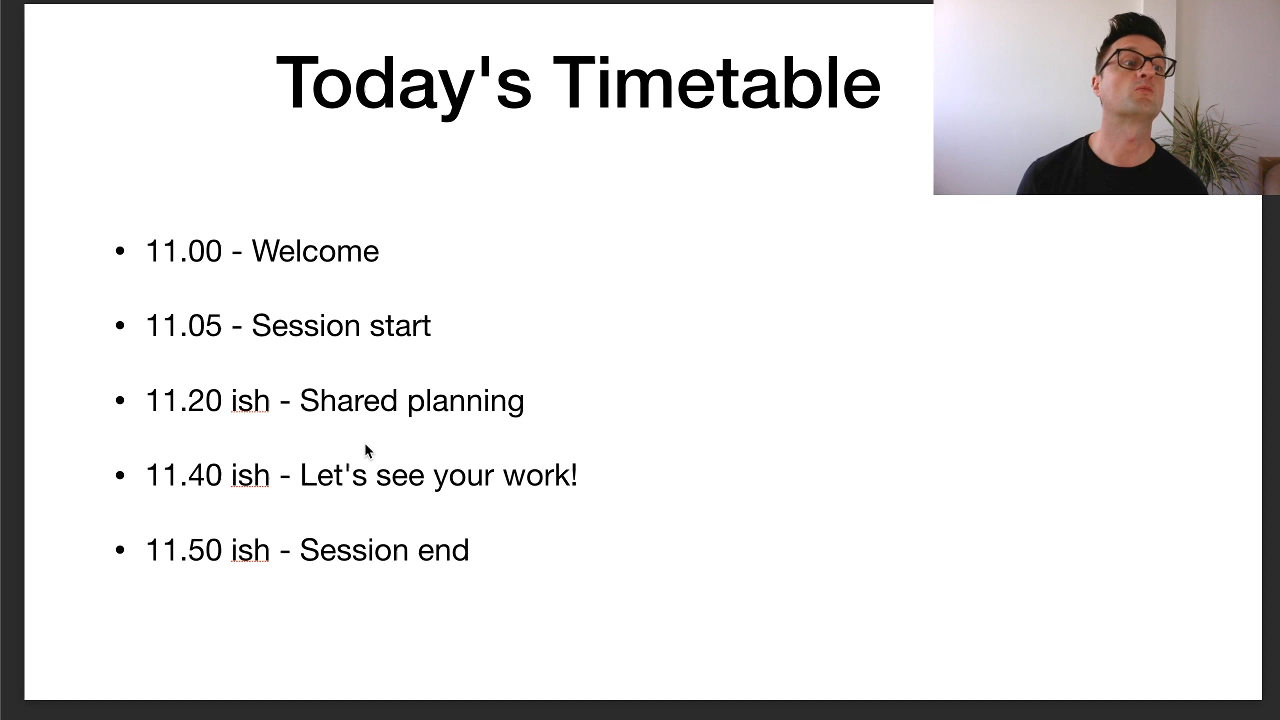 Today's Timetable
• 11.00 - Welcome
• 11.05 - Session start
• 11.20 ish - Shared planning
• 11.40 ish - Let's see your work!
• 11.50 ish - Session end